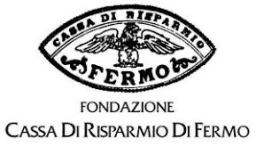 CASSA DI RISPARMIO
FERMO
FONDAZIONE
CASSA DI RISPARMIO DI FERMO